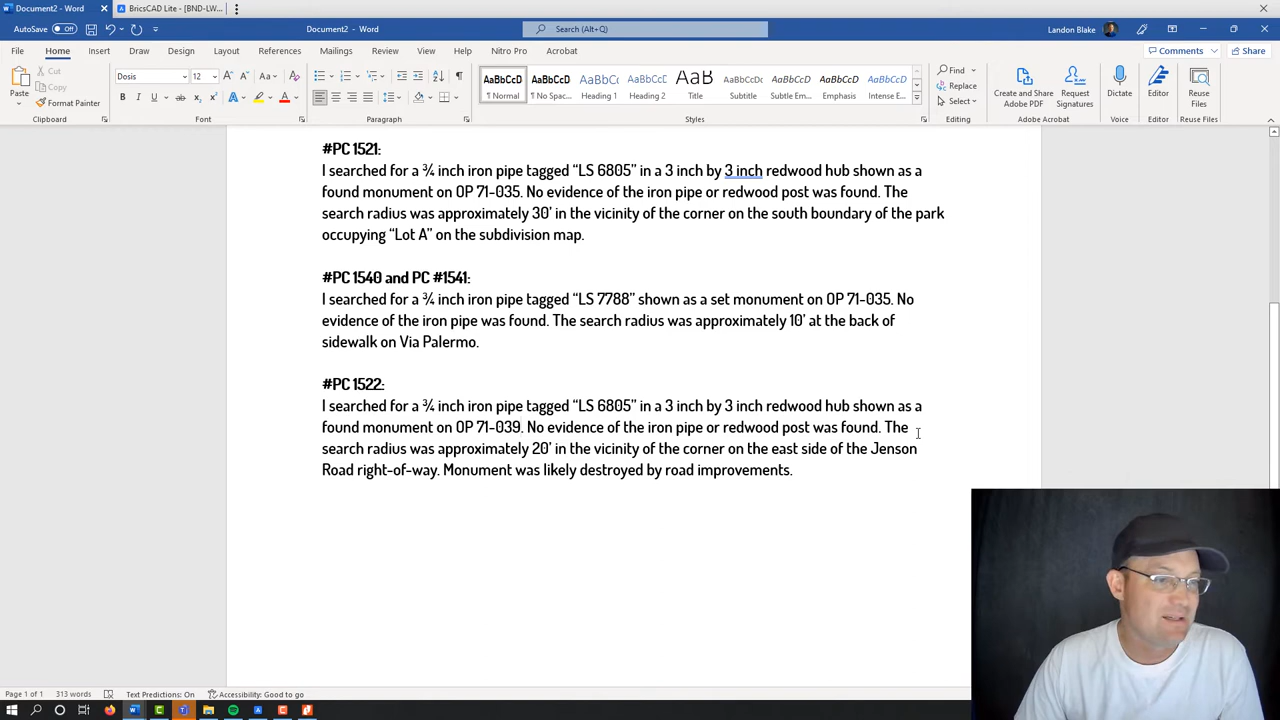 Document2 - Word
BricsCAD Lite - [BND-LW...
AutoSave Off
Document2 - Word
Search (Alt+Q)
Landon Blake
File Home Insert Draw Design Layout References Mailings Review View Help Nitro Pro Acrobat
Comments Share
Paste
Cut
Copy
Format Painter
Clipboard
Dosis 12
Font
Paragraph
AaBbCcD AaBbCcD AaBbC( AaBbCcD AaB AaBbCcD AaBbCcD AaBbCcD AaBbCcD
¶ Normal ¶ No Spac... Heading 1 Heading 2 Title Subtitle Subtle Em... Emphasis Intense E...
Styles
Find
Replace
Select
Editing
Create and Share
Adobe PDF
Request
Signatures
Adobe Acrobat
Dictate
Voice
Editor
Editor
Reuse
Files
Reuse Files
#PC 1521:
I searched for a ¾ inch iron pipe tagged “LS 6805” in a 3 inch by 3 inch redwood hub shown as a
found monument on OP 71-035. No evidence of the iron pipe or redwood post was found. The
search radius was approximately 30’ in the vicinity of the corner on the south boundary of the park
occupying “Lot A” on the subdivision map.
#PC 1540 and PC #1541:
I searched for a ¾ inch iron pipe tagged “LS 7788” shown as a set monument on OP 71-035. No
evidence of the iron pipe was found. The search radius was approximately 10’ at the back of
sidewalk on Via Palermo.
#PC 1522:
I searched for a ¾ inch iron pipe tagged “LS 6805” in a 3 inch by 3 inch redwood hub shown as a
found monument on OP 71-039. No evidence of the iron pipe or redwood post was found. The
search radius was approximately 20’ in the vicinity of the corner on the east side of the Jenson
Road right-of-way. Monument was likely destroyed by road improvements.
Page 1 of 1 313 words Text Predictions: On Accessibility: Good to go